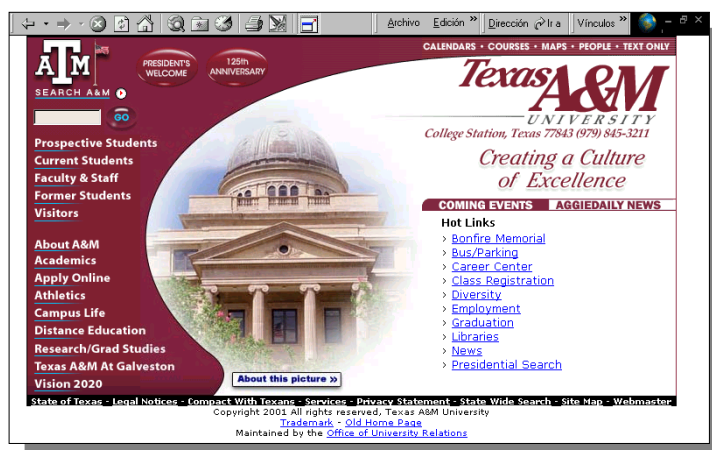 Archivo Edición » Dirección Ir a Vínculos »
CALENDARS • COURSES • MAPS • PEOPLE • TEXT ONLY
ATM
PRESIDENT'S
WELCOME
125th
ANNIVERSARY
SEARCH A&M
GO
Texas A&M
UNIVERSITY
College Station, Texas 77843 (979) 845-3211
Creating a Culture
of Excellence
Prospective Students
Current Students
Faculty & Staff
Former Students
Visitors
About A&M
Academics
Apply Online
Athletics
Campus Life
Distance Education
Research/Grad Studies
Texas A&M At Galveston
Vision 2020
COMING EVENTS AGGIEDAILY NEWS
Hot Links
› Bonfire Memorial
› Bus/Parking
› Career Center
› Class Registration
› Diversity
› Employment
› Graduation
› Libraries
› News
› Presidential Search
About this picture »
State of Texas - Legal Notices - Compact With Texans - Services - Privacy Statement - State Wide Search - Site Map - Webmaster
Copyright 2001 All rights reserved, Texas A&M University
Trademark - Old Home Page
Maintained by the Office of University Relations